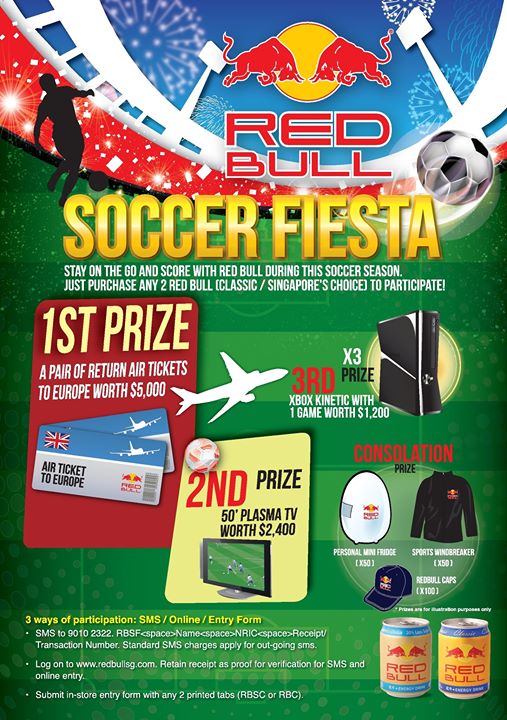 RED
BULL
SOCCER FIESTA
STAY ON THE GO AND SCORE WITH RED BULL DURING THIS SOCCER SEASON.
JUST PURCHASE ANY 2 RED BULL (CLASSIC / SINGAPORE'S CHOICE) TO PARTICIPATE!
1ST PRIZE
A PAIR OF RETURN AIR TICKETS
TO EUROPE WORTH $5,000
AIR TICKET
TO EUROPE
RED
BULL
X3
3RD PRIZE
XBOX KINETIC WITH
1 GAME WORTH $1,200
2ND PRIZE
50' PLASMA TV
WORTH $2,400
CONSOLATION
PRIZE
RED
BULL
PERSONAL MINI FRIDGE
(X50)
SPORTS WINDBREAKER
(X50)
REDBULL CAPS
(X100)
* Prizes are for illustration purposes only
3 ways of participation: SMS / Online / Entry Form
• SMS to 9010 2322. RBSF<space>Name<space>NRIC<space>Receipt/
Transaction Number. Standard SMS charges apply for out-going sms.
• Log on to www.redbullsg.com. Retain receipt as proof for verification for SMS and
online entry.
• Submit in-store entry form with any 2 printed tabs (RBSC or RBC).
Classic
RED
BULL
RED
BULL